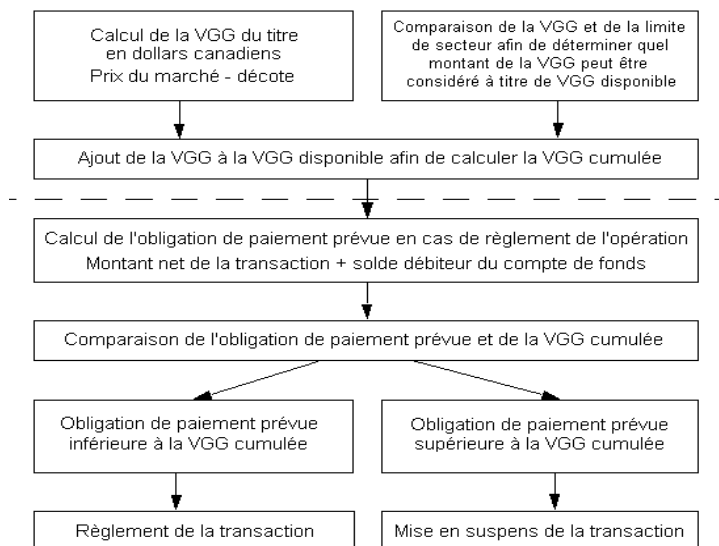 Calcul de la VGG du titre
en dollars canadiens
Prix du marché - décote
Comparaison de la VGG et de la limite
de secteur afin de déterminer quel
montant de la VGG peut être
considéré à titre de VGG disponible
Ajout de la VGG à la VGG disponible afin de calculer la VGG cumulée
Calcul de l'obligation de paiement prévue en cas de règlement de l'opération
Montant net de la transaction + solde débiteur du compte de fonds
Comparaison de l'obligation de paiement prévue et de la VGG cumulée
Obligation de paiement prévue
inférieure à la VGG cumulée
Obligation de paiement prévue
supérieure à la VGG cumulée
Règlement de la transaction
Mise en suspens de la transaction